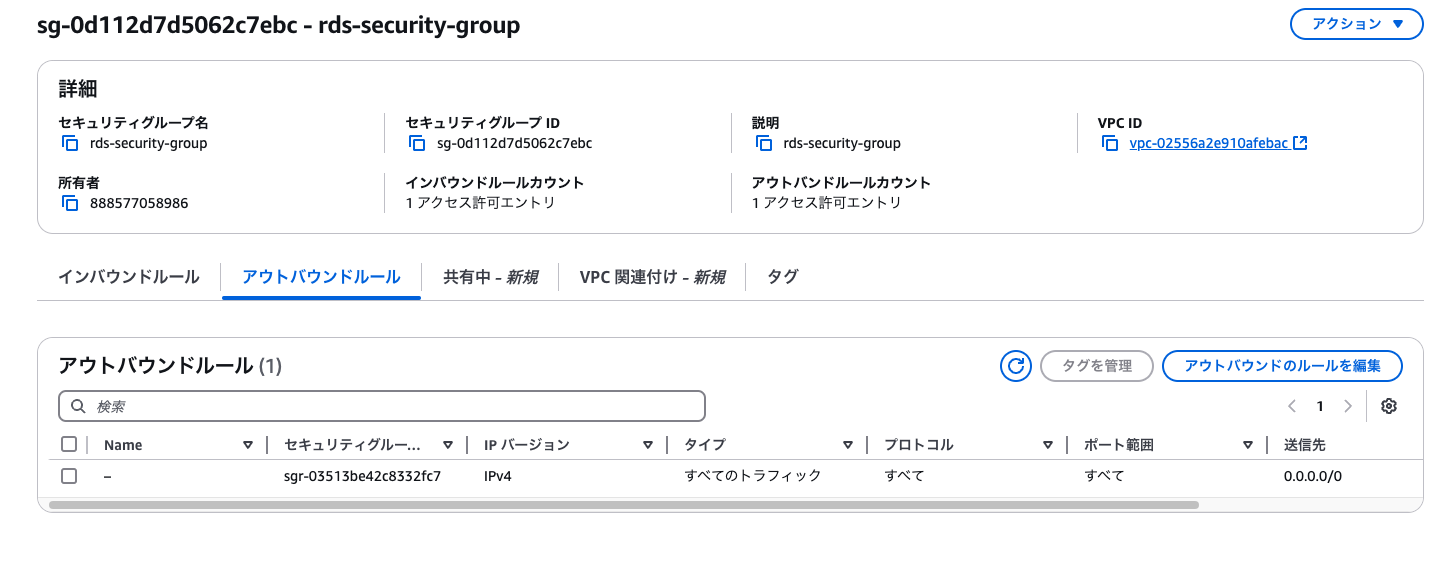 sg-0d112d7d5062c7ebc - rds-security-group
アクション
詳細
セキュリティグループ名
rds-security-group
セキュリティグループ ID
sg-0d112d7d5062c7ebc
説明
rds-security-group
VPC ID
vpc-02556a2e910afebac
所有者
888577058986
インバウンドルールカウント
1 アクセス許可エントリ
アウトバンドルールカウント
1 アクセス許可エントリ
インバウンドルール
アウトバウンドルール
共有中 - 新規
VPC 関連付け - 新規
タグ
アウトバウンドルール (1)
タグを管理
アウトバウンドのルールを編集
検索
1
Name
セキュリティグルー...
IP バージョン
タイプ
プロトコル
ポート範囲
送信先
–
sgr-03513be42c8332fc7
IPv4
すべてのトラフィック
すべて
すべて
0.0.0.0/0